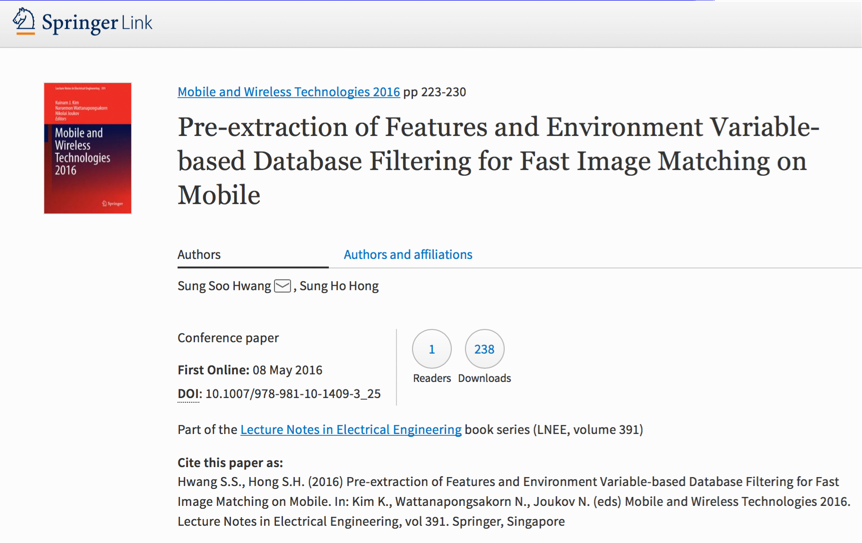 Springer Link
Lecture Notes in Electrical Engineering 391
Nikolai Joukov
Editors
Mobile and
Wireless
Technologies
2016
Springer
Mobile and Wireless Technologies 2016 pp 223-230
Pre-extraction of Features and Environment Variable-
based Database Filtering for Fast Image Matching on
Mobile
Authors
Authors and affiliations
Sung Soo Hwang , Sung Ho Hong
Conference paper
First Online: 08 May 2016
DOI: 10.1007/978-981-10-1409-3_25
1
Readers
238
Downloads
Part of the Lecture Notes in Electrical Engineering book series (LNEE, volume 391)
Cite this paper as:
Hwang S.S., Hong S.H. (2016) Pre-extraction of Features and Environment Variable-based Database Filtering for Fast
Image Matching on Mobile. In: Kim K., Wattanapongsakorn N., Joukov N. (eds) Mobile and Wireless Technologies 2016.
Lecture Notes in Electrical Engineering, vol 391. Springer, Singapore